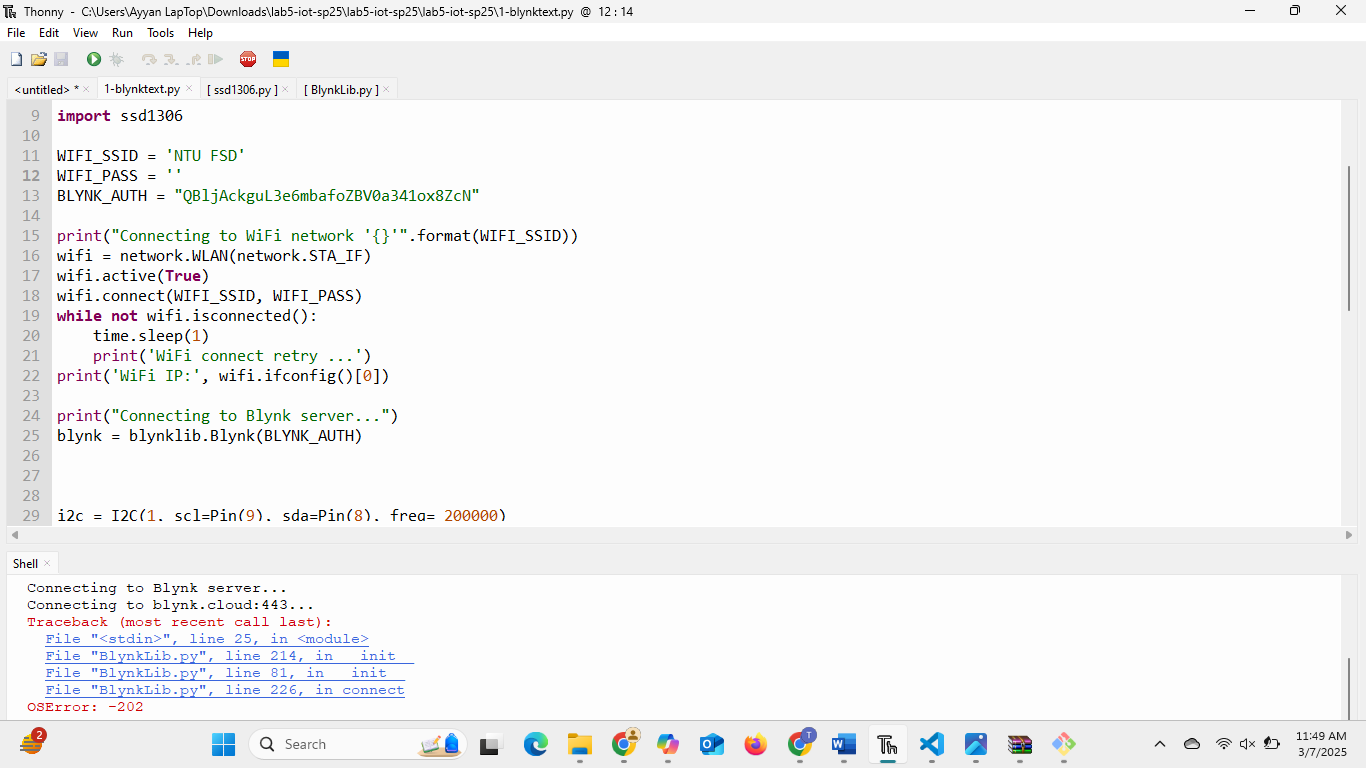 Thonny - C:\Users\Ayyan LapTop\Downloads\lab5-iot-sp25\lab5-iot-sp25\lab5-iot-sp25\1-blynktext.py @ 12 : 14
File Edit View Run Tools Help
STOP
<untitled> * × 1-blynktext.py × [ ssd1306.py ] × [ BlynkLib.py ] ×
9 import ssd1306
10
11 WIFI_SSID = 'NTU FSD'
12 WIFI_PASS = ''
13 BLYNK_AUTH = "QBljAckguL3e6mbafoZBV0a341ox8ZcN"
14
15 print("Connecting to WiFi network '{}'".format(WIFI_SSID))
16 wifi = network.WLAN(network.STA_IF)
17 wifi.active(True)
18 wifi.connect(WIFI_SSID, WIFI_PASS)
19 while not wifi.isconnected():
20     time.sleep(1)
21     print('WiFi connect retry ...')
22 print('WiFi IP:', wifi.ifconfig()[0])
23
24 print("Connecting to Blynk server...")
25 blynk = blynklib.Blynk(BLYNK_AUTH)
26
27
28
29 i2c = I2C(1, scl=Pin(9), sda=Pin(8), freq= 200000)
Shell ×
Connecting to Blynk server...
Connecting to blynk.cloud:443...
Traceback (most recent call last):
  File "<stdin>", line 25, in <module>
  File "BlynkLib.py", line 214, in __init__
  File "BlynkLib.py", line 81, in __init__
  File "BlynkLib.py", line 226, in connect
OSError: -202
2
Search
T
11:49 AM
3/7/2025